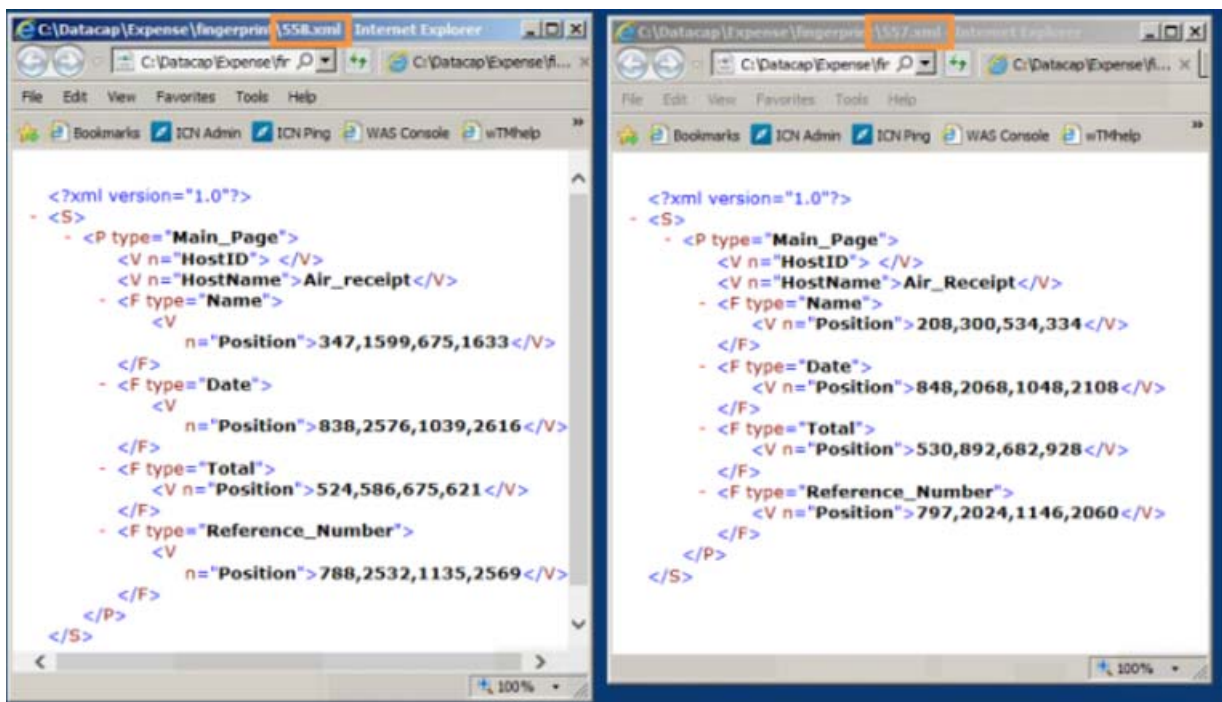 C:\Datacap\Expense\fingerprint\558.xml - Internet Explorer
C:\Datacap\Expense\fir
C:\Datacap\Expense\fi...
File Edit View Favorites Tools Help
Bookmarks ICN Admin ICN Ping WAS Console wTMhelp »
<?xml version="1.0"?>
- <S>
- <P type="Main_Page">
<V n="HostID"> </V>
<V n="HostName">Air_receipt</V>
- <F type="Name">
<V
n="Position">347,1599,675,1633</V>
</F>
- <F type="Date">
<V
n="Position">838,2576,1039,2616</V>
</F>
- <F type="Total">
<V n="Position">524,586,675,621</V>
</F>
- <F type="Reference_Number">
<V
n="Position">788,2532,1135,2569</V>
</F>
</P>
</S>
100%
C:\Datacap\Expense\fingerprint\557.xml - Internet Explorer
C:\Datacap\Expense\fir
C:\Datacap\Expense\fi...
File Edit View Favorites Tools Help
Bookmarks ICN Admin ICN Ping WAS Console wTMhelp »
<?xml version="1.0"?>
- <S>
- <P type="Main_Page">
<V n="HostID"> </V>
<V n="HostName">Air_Receipt</V>
- <F type="Name">
<V n="Position">208,300,534,334</V>
</F>
- <F type="Date">
<V n="Position">848,2068,1048,2108</V>
</F>
- <F type="Total">
<V n="Position">530,892,682,928</V>
</F>
- <F type="Reference_Number">
<V n="Position">797,2024,1146,2060</V>
</F>
</P>
</S>
100%